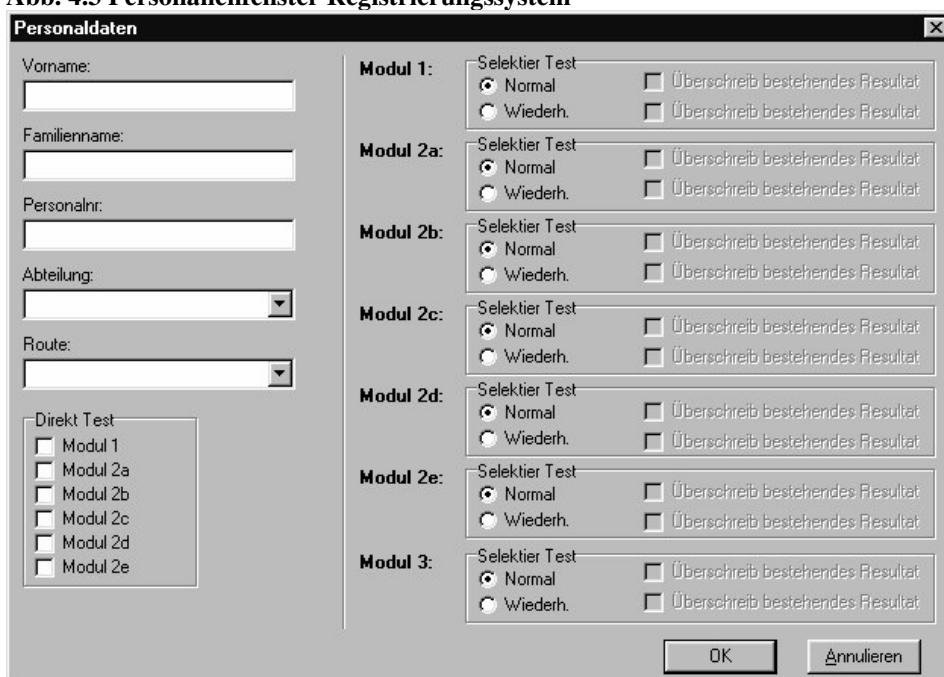 Abb. 4.5 Personalienfenster Registrierungssystem
Personaldaten
Vorname:
Familienname:
Personalnr:
Abteilung:
Route:
Direkt Test
Modul 1
Modul 2a
Modul 2b
Modul 2c
Modul 2d
Modul 2e
Modul 1:
Selektier Test
Normal
Überschreib bestehendes Resultat
Wiederh.
Überschreib bestehendes Resultat
Modul 2a:
Selektier Test
Normal
Überschreib bestehendes Resultat
Wiederh.
Überschreib bestehendes Resultat
Modul 2b:
Selektier Test
Normal
Überschreib bestehendes Resultat
Wiederh.
Überschreib bestehendes Resultat
Modul 2c:
Selektier Test
Normal
Überschreib bestehendes Resultat
Wiederh.
Überschreib bestehendes Resultat
Modul 2d:
Selektier Test
Normal
Überschreib bestehendes Resultat
Wiederh.
Überschreib bestehendes Resultat
Modul 2e:
Selektier Test
Normal
Überschreib bestehendes Resultat
Wiederh.
Überschreib bestehendes Resultat
Modul 3:
Selektier Test
Normal
Überschreib bestehendes Resultat
Wiederh.
Überschreib bestehendes Resultat
OK
Annulieren